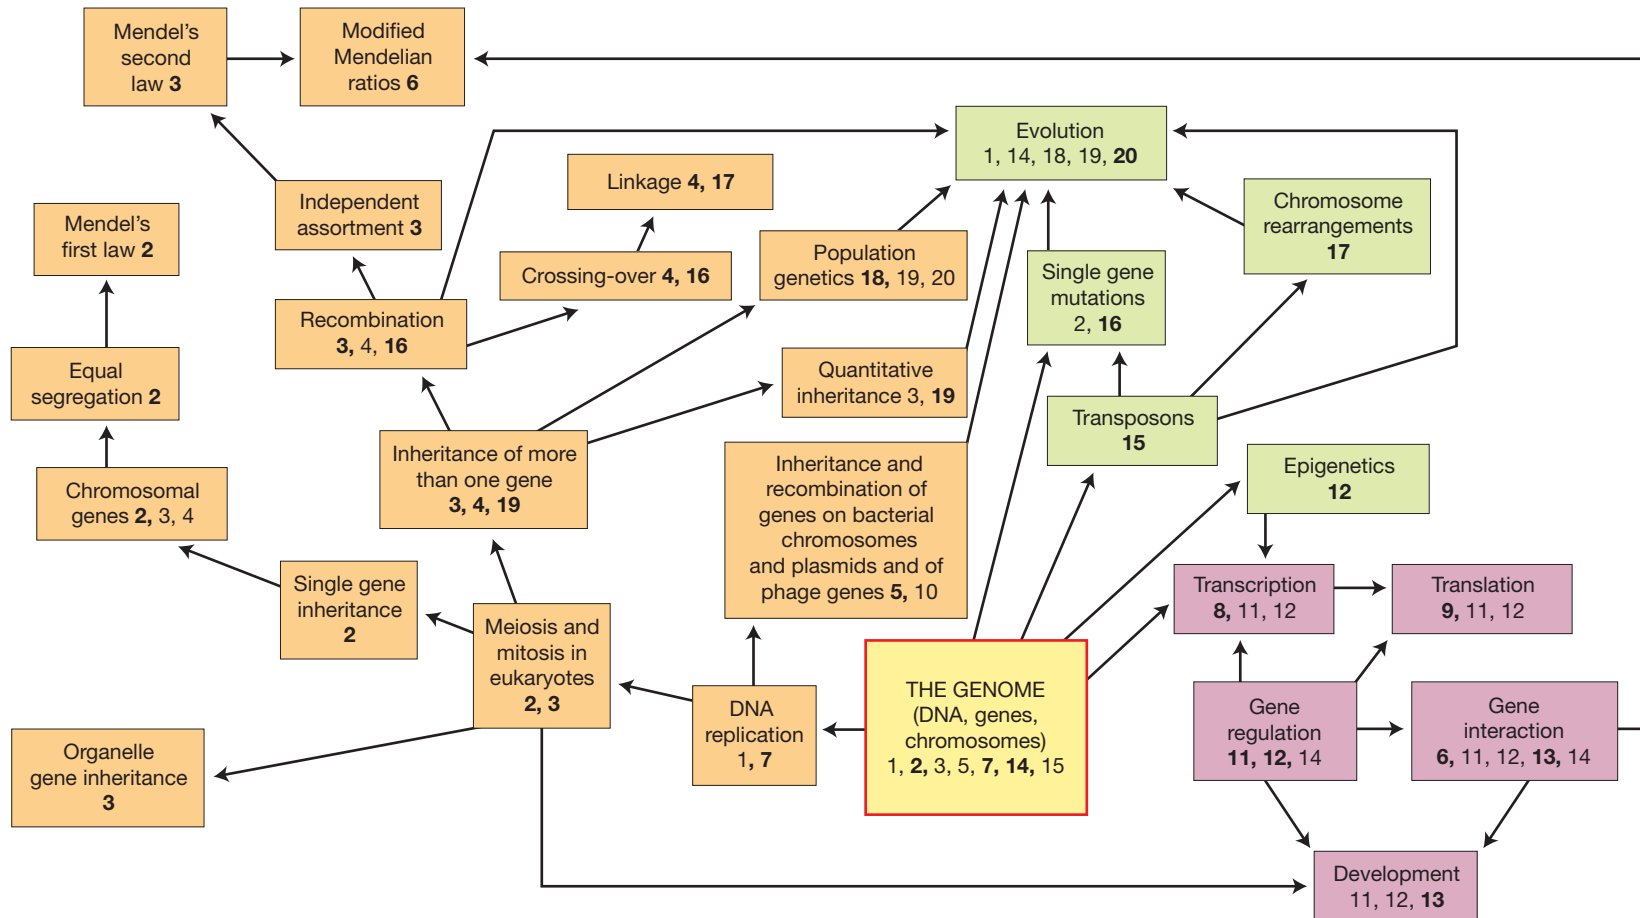 Mendel's
second
law 3
Modified
Mendelian
ratios 6
Evolution
1, 14, 18, 19, 20
Linkage 4, 17
Independent
assortment 3
Chromosome
rearrangements
17
Mendel's
first law 2
Population
genetics 18, 19, 20
Crossing-over 4, 16
Single gene
mutations
2, 16
Recombination
3, 4, 16
Equal
segregation 2
Quantitative
inheritance 3, 19
Transposons
15
Inheritance of more
than one gene
3, 4, 19
Inheritance and
recombination of
genes on bacterial
chromosomes
and plasmids and of
phage genes 5, 10
Epigenetics
12
Chromosomal
genes 2, 3, 4
Single gene
inheritance
2
Transcription
8, 11, 12
Translation
9, 11, 12
Meiosis and
mitosis in
eukaryotes
2, 3
DNA
replication
1, 7
THE GENOME
(DNA, genes,
chromosomes)
1, 2, 3, 5, 7, 14, 15
Gene
regulation
11, 12, 14
Gene
interaction
6, 11, 12, 13, 14
Organelle
gene inheritance
3
Development
11, 12, 13